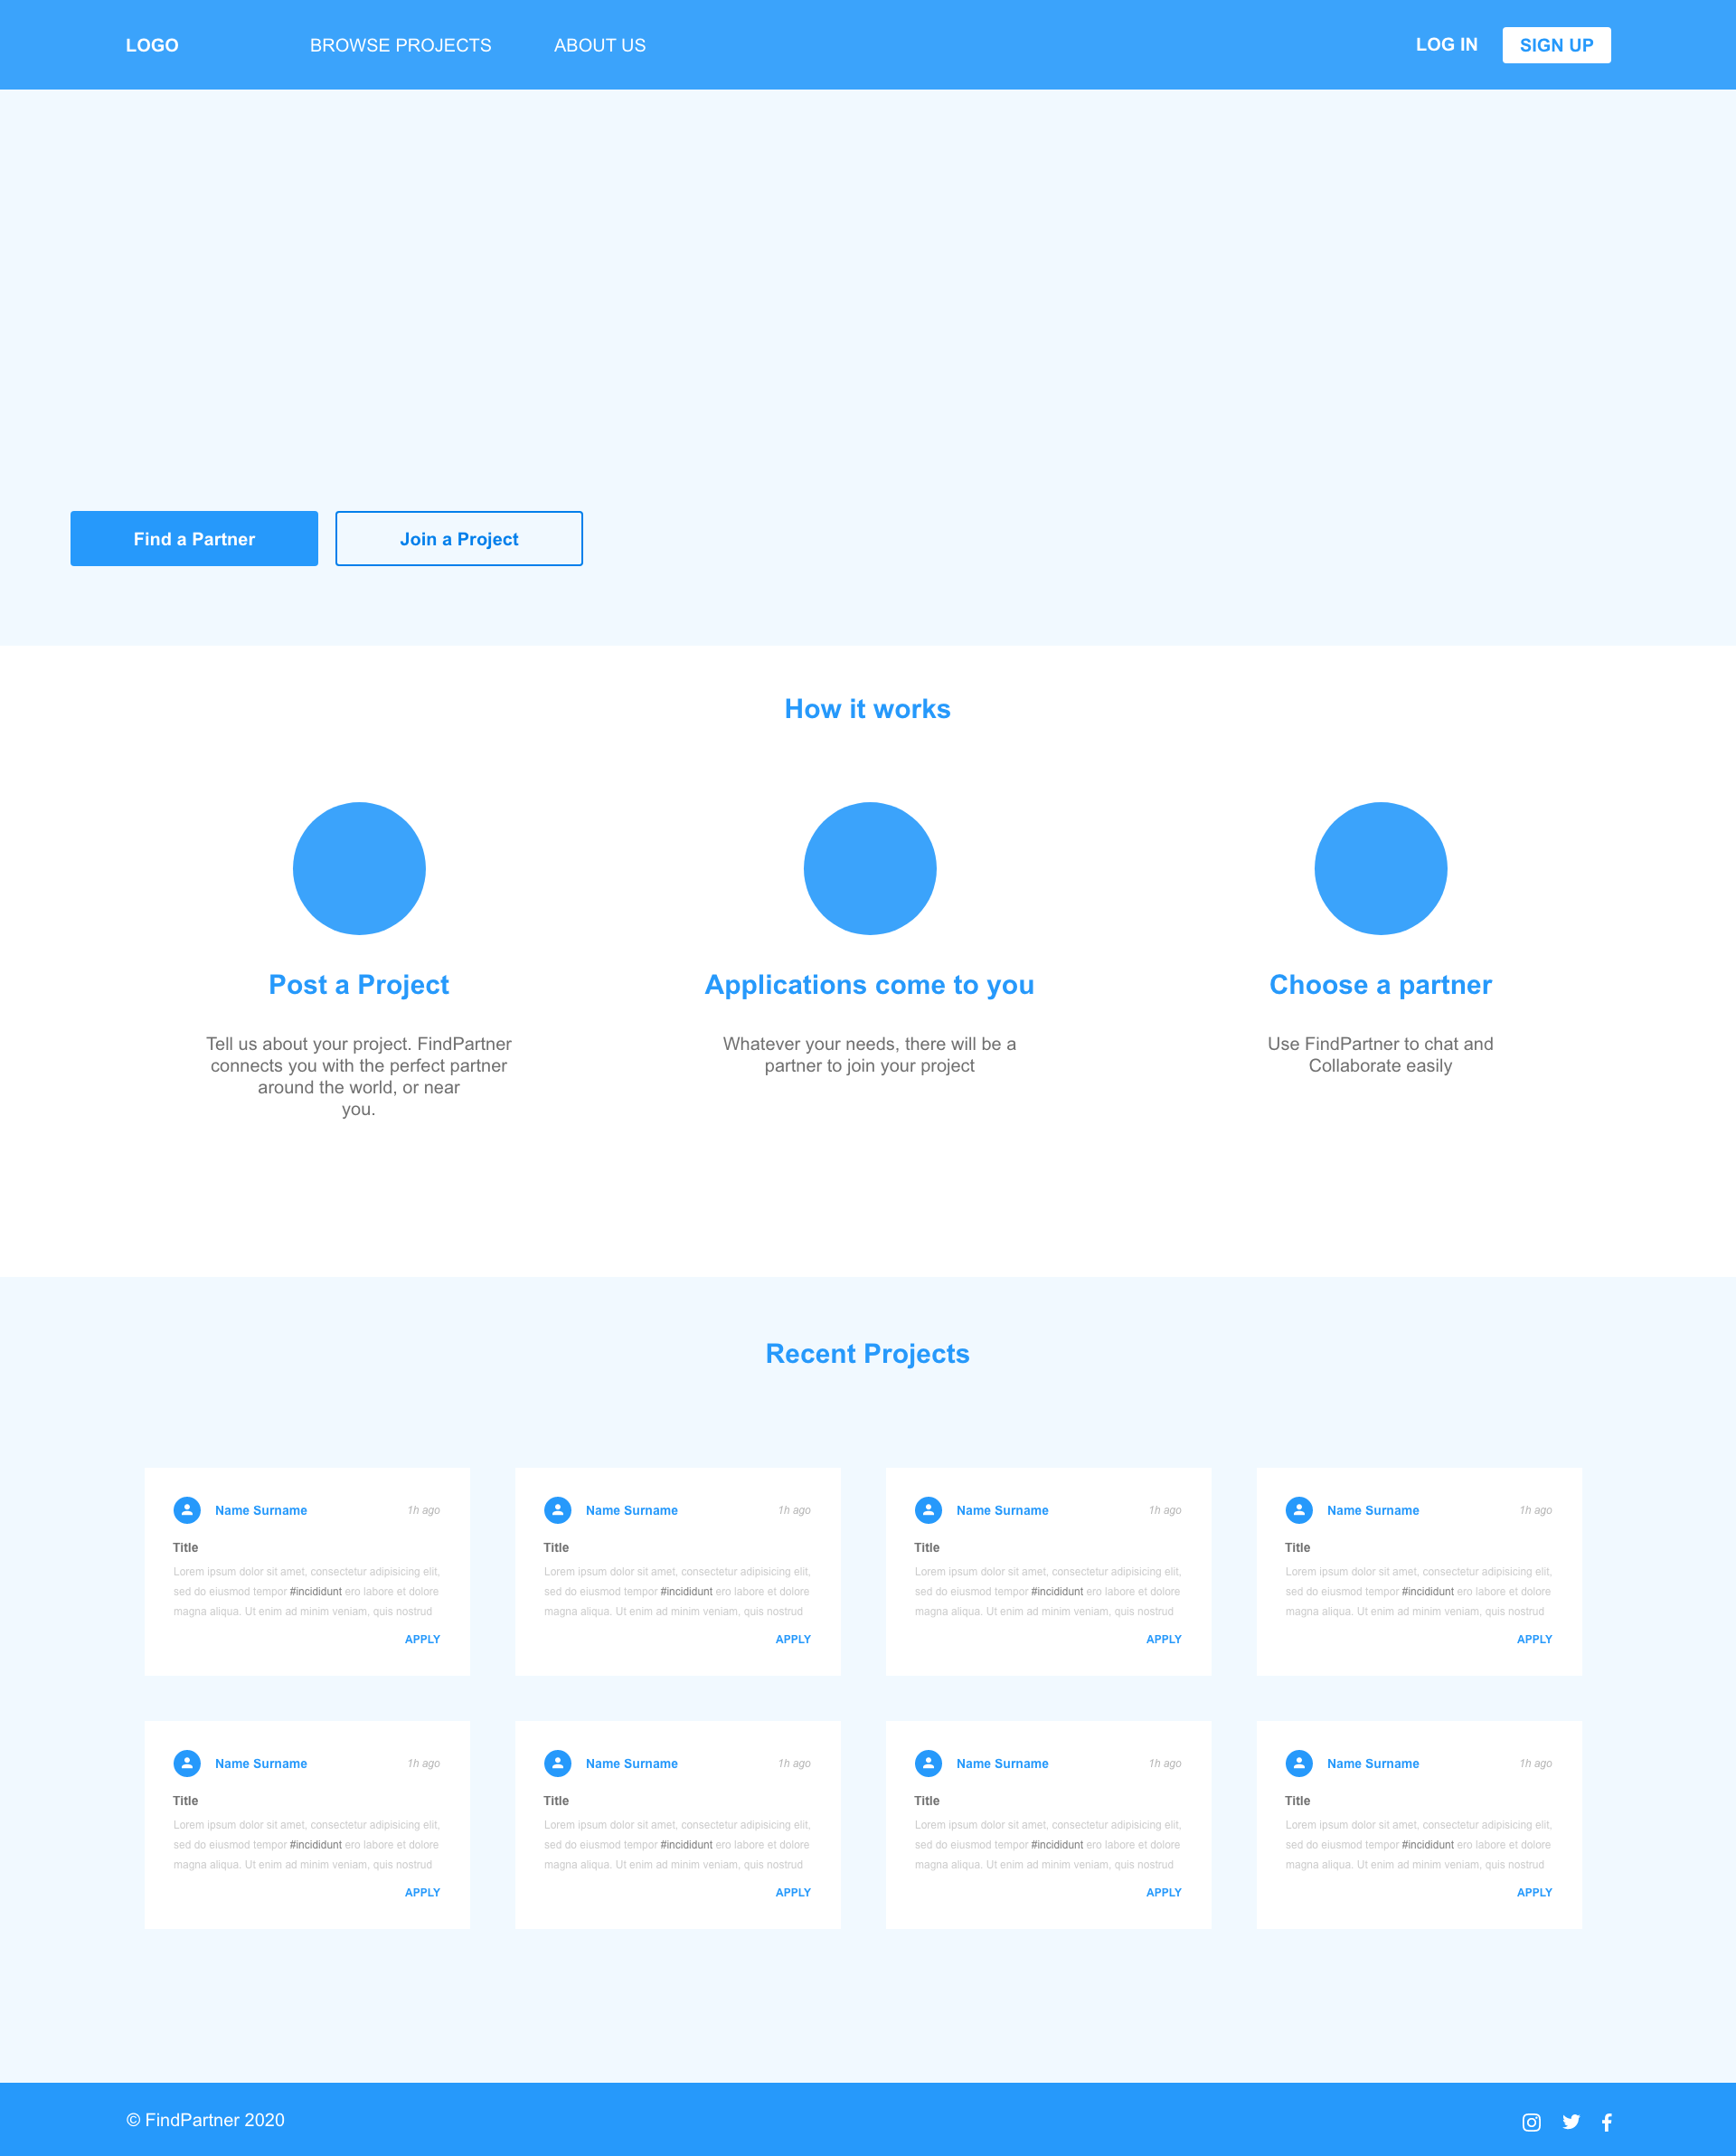 LOGO BROWSE PROJECTS ABOUT US LOG IN SIGN UP
Find a Partner Join a Project
How it works
Post a Project
Tell us about your project. FindPartner
connects you with the perfect partner
around the world, or near
you.
Applications come to you
Whatever your needs, there will be a
partner to join your project
Choose a partner
Use FindPartner to chat and
Collaborate easily
Recent Projects
Name Surname 1h ago
Title
Lorem ipsum dolor sit amet, consectetur adipisicing elit,
sed do eiusmod tempor #incididunt ero labore et dolore
magna aliqua. Ut enim ad minim veniam, quis nostrud
APPLY
Name Surname 1h ago
Title
Lorem ipsum dolor sit amet, consectetur adipisicing elit,
sed do eiusmod tempor #incididunt ero labore et dolore
magna aliqua. Ut enim ad minim veniam, quis nostrud
APPLY
Name Surname 1h ago
Title
Lorem ipsum dolor sit amet, consectetur adipisicing elit,
sed do eiusmod tempor #incididunt ero labore et dolore
magna aliqua. Ut enim ad minim veniam, quis nostrud
APPLY
Name Surname 1h ago
Title
Lorem ipsum dolor sit amet, consectetur adipisicing elit,
sed do eiusmod tempor #incididunt ero labore et dolore
magna aliqua. Ut enim ad minim veniam, quis nostrud
APPLY
Name Surname 1h ago
Title
Lorem ipsum dolor sit amet, consectetur adipisicing elit,
sed do eiusmod tempor #incididunt ero labore et dolore
magna aliqua. Ut enim ad minim veniam, quis nostrud
APPLY
Name Surname 1h ago
Title
Lorem ipsum dolor sit amet, consectetur adipisicing elit,
sed do eiusmod tempor #incididunt ero labore et dolore
magna aliqua. Ut enim ad minim veniam, quis nostrud
APPLY
Name Surname 1h ago
Title
Lorem ipsum dolor sit amet, consectetur adipisicing elit,
sed do eiusmod tempor #incididunt ero labore et dolore
magna aliqua. Ut enim ad minim veniam, quis nostrud
APPLY
Name Surname 1h ago
Title
Lorem ipsum dolor sit amet, consectetur adipisicing elit,
sed do eiusmod tempor #incididunt ero labore et dolore
magna aliqua. Ut enim ad minim veniam, quis nostrud
APPLY
© FindPartner 2020